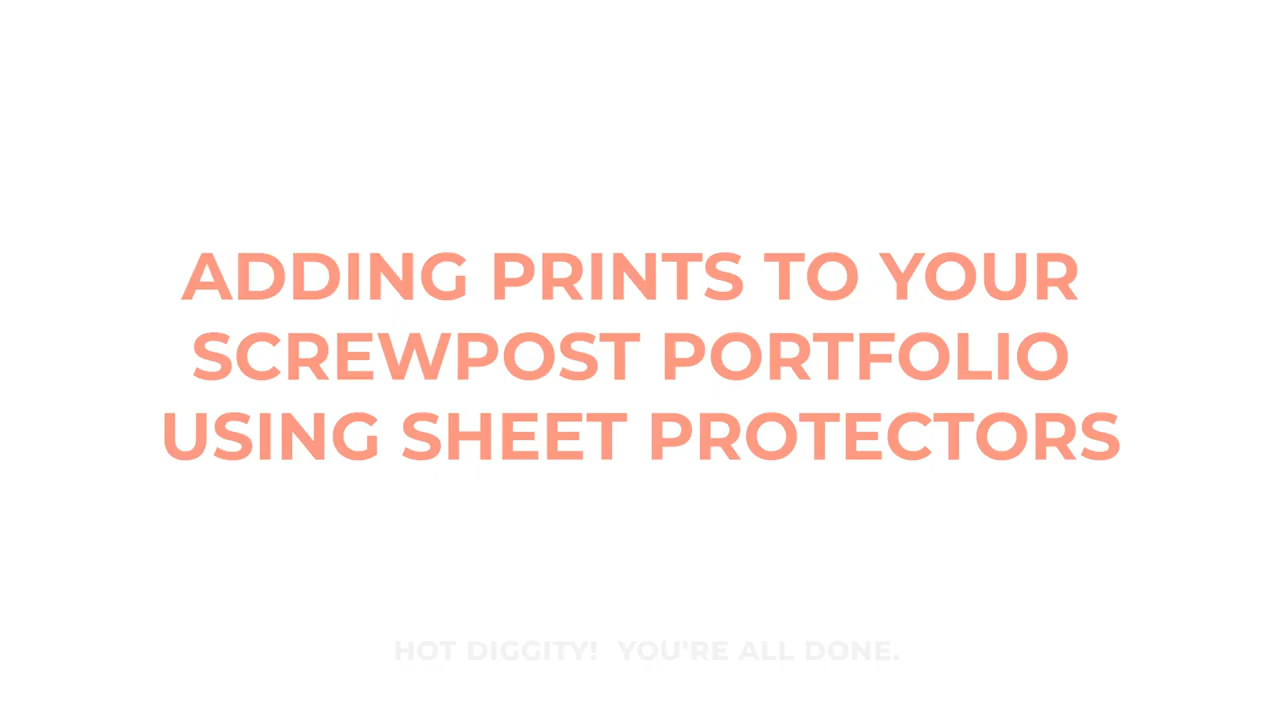 ADDING PRINTS TO YOUR
SCREWPOST PORTFOLIO
USING SHEET PROTECTORS
HOT DIGGITY! YOU'RE ALL DONE.